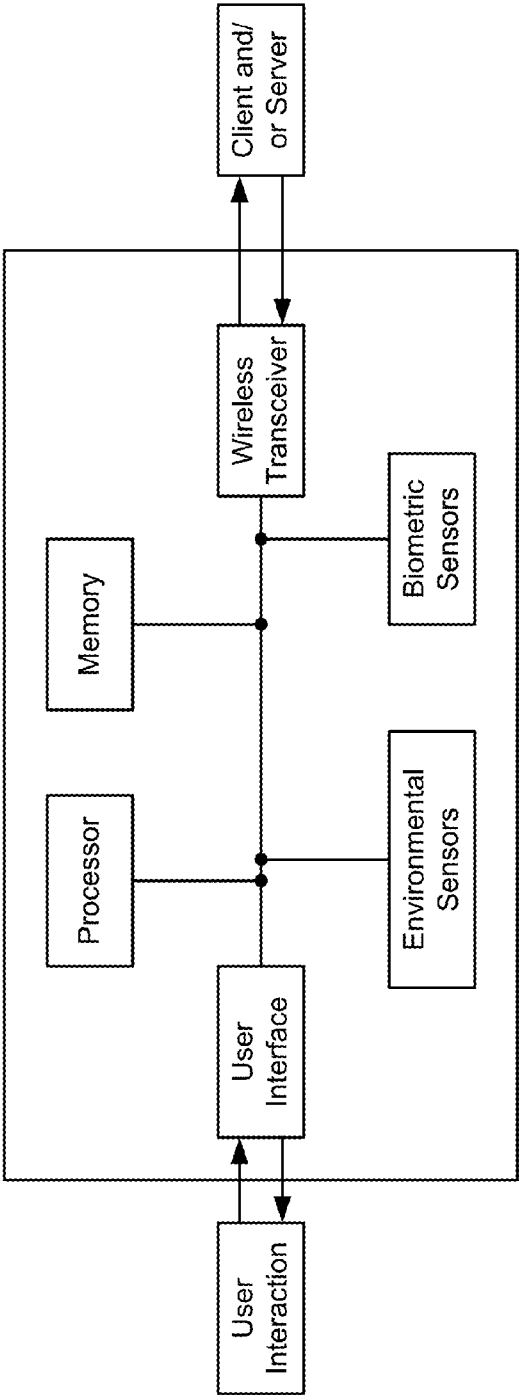 Processor
Memory
User
Interaction
User
Interface
Wireless
Transceiver
Client and/
or Server
Environmental
Sensors
Biometric
Sensors